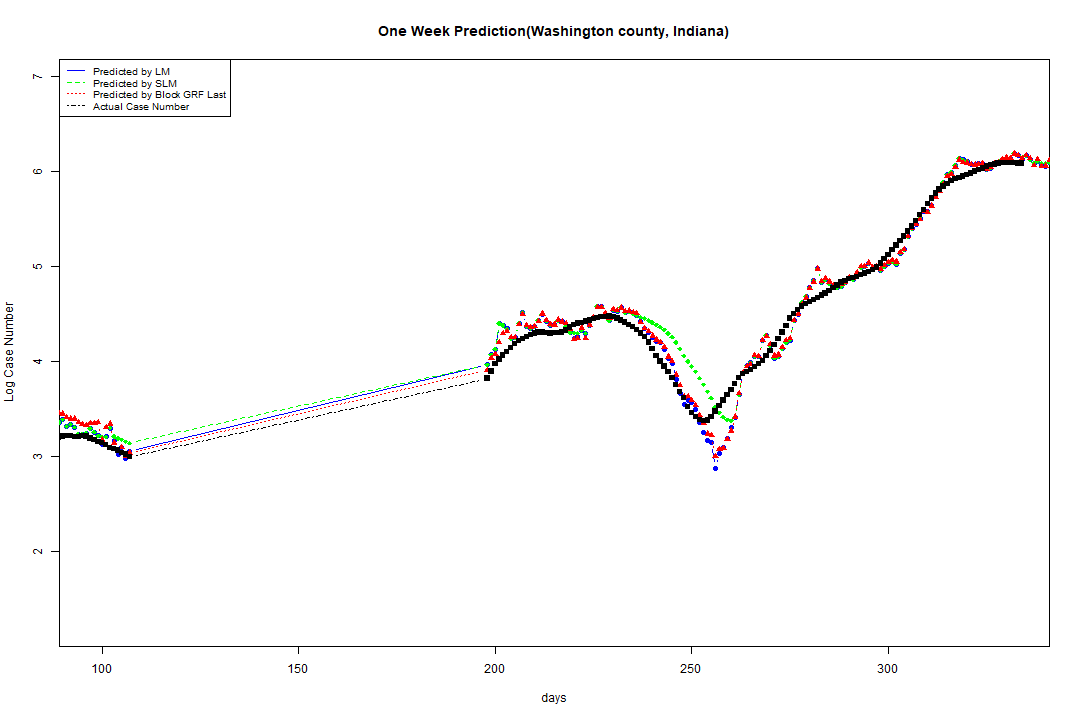 One Week Prediction(Washington county, Indiana)
Predicted by LM
Predicted by SLM
Predicted by Block GRF Last
Actual Case Number
7
6
5
4
3
2
Log Case Number
100 150 200 250 300
days